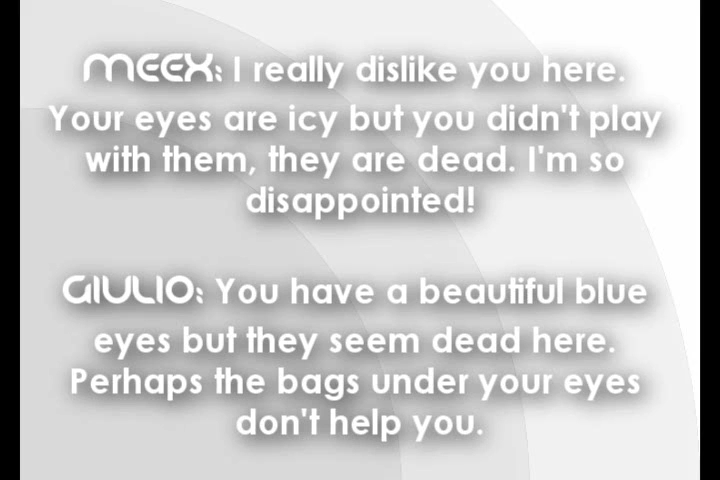 MEEX: I really dislike you here.
Your eyes are icy but you didn't play
with them, they are dead. I'm so
disappointed!
GIULIO: You have a beautiful blue
eyes but they seem dead here.
Perhaps the bags under your eyes
don't help you.